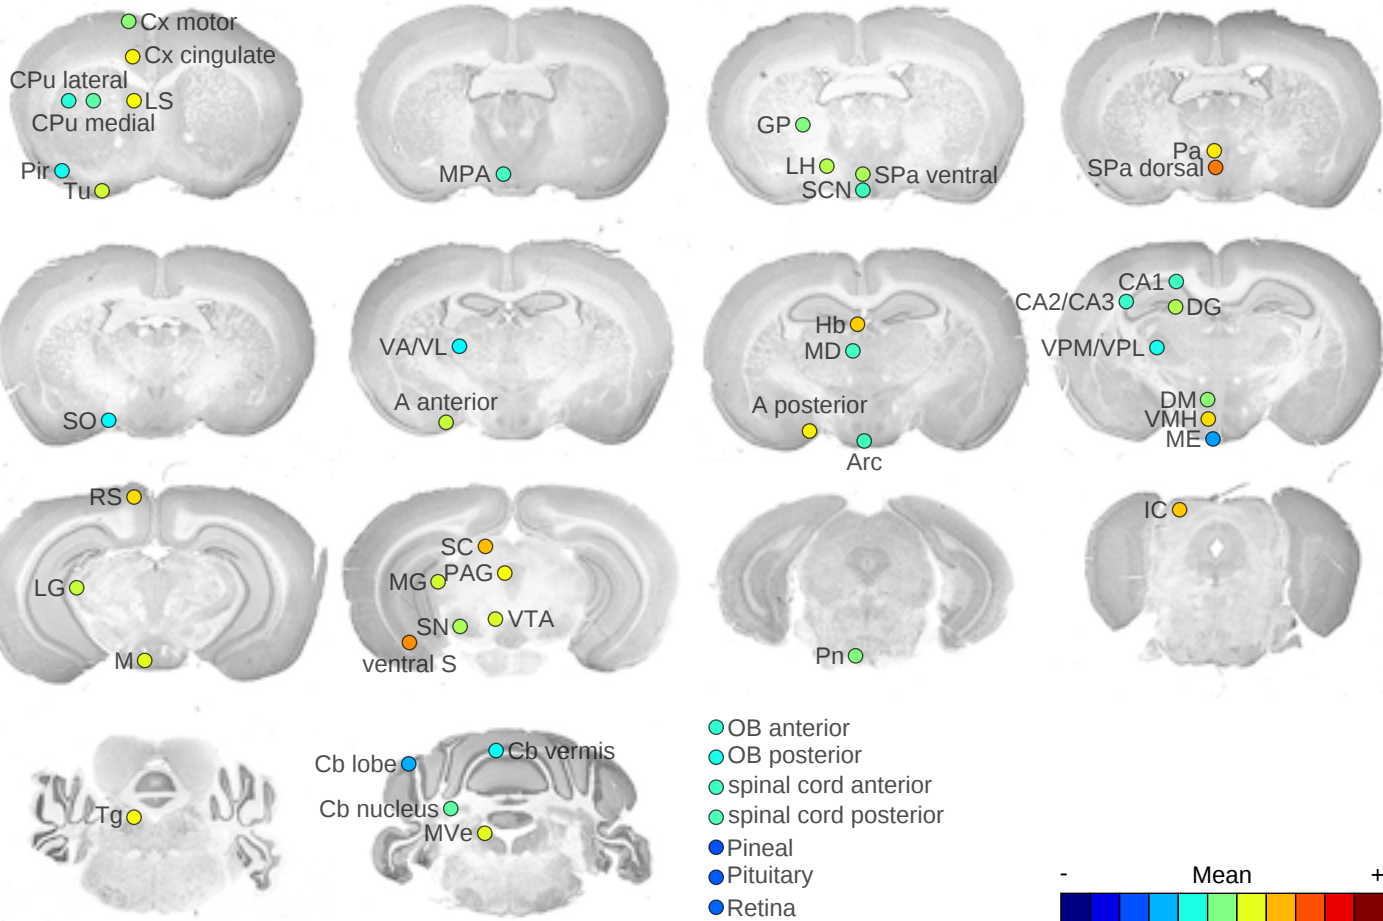 Cx motor
Cx cingulate
CPu lateral
LS
CPu medial
Pir
Tu
MPA
GP
LH
SPa ventral
SCN
Pa
SPa dorsal
SO
VA/VL
A anterior
Hb
MD
A posterior
Arc
CA1
CA2/CA3
DG
VPM/VPL
DM
VMH
ME
RS
LG
M
SC
MG
PAG
SN
VTA
ventral S
Pn
IC
Tg
Cb lobe
Cb vermis
Cb nucleus
MVe
OB anterior
OB posterior
spinal cord anterior
spinal cord posterior
Pineal
Pituitary
Retina
- Mean +